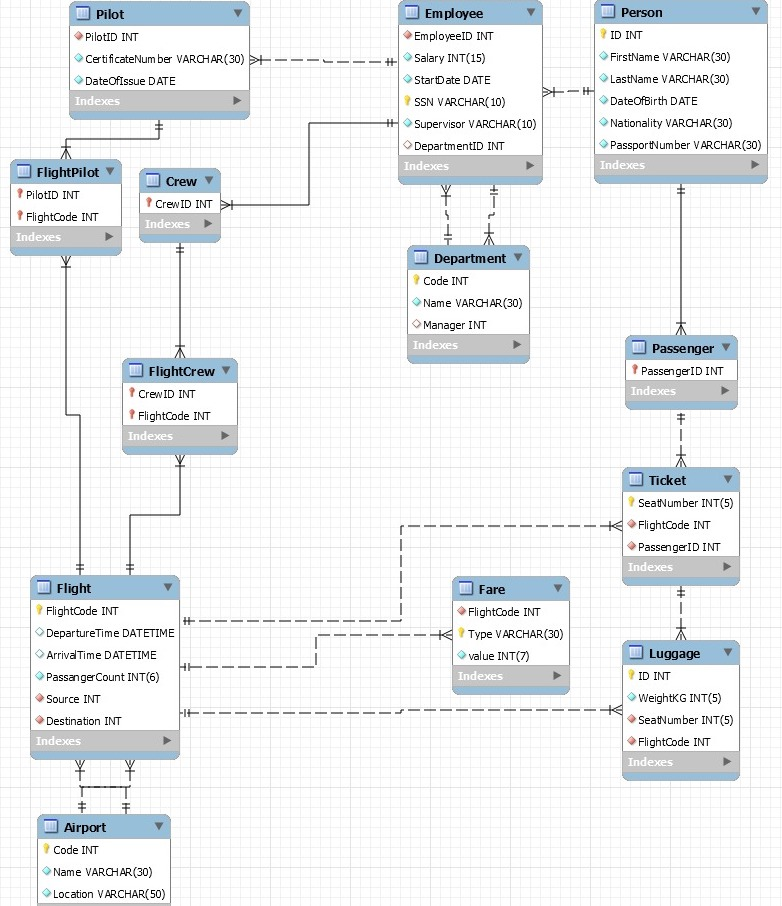 Pilot
PilotID INT
CertificateNumber VARCHAR(30)
DateOfIssue DATE
Indexes
Employee
EmployeeID INT
Salary INT(15)
StartDate DATE
SSN VARCHAR(10)
Supervisor VARCHAR(10)
DepartmentID INT
Indexes
Person
ID INT
FirstName VARCHAR(30)
LastName VARCHAR(30)
DateOfBirth DATE
Nationality VARCHAR(30)
PassportNumber VARCHAR(30)
Indexes
FlightPilot
PilotID INT
FlightCode INT
Indexes
Crew
CrewID INT
Indexes
Department
Code INT
Name VARCHAR(30)
Manager INT
Indexes
FlightCrew
CrewID INT
FlightCode INT
Indexes
Passenger
PassengerID INT
Indexes
Ticket
SeatNumber INT(5)
FlightCode INT
PassengerID INT
Indexes
Flight
FlightCode INT
DepartureTime DATETIME
ArrivalTime DATETIME
PassangerCount INT(6)
Source INT
Destination INT
Indexes
Fare
FlightCode INT
Type VARCHAR(30)
value INT(7)
Indexes
Luggage
ID INT
WeightKG INT(5)
SeatNumber INT(5)
FlightCode INT
Indexes
Airport
Code INT
Name VARCHAR(30)
Location VARCHAR(50)